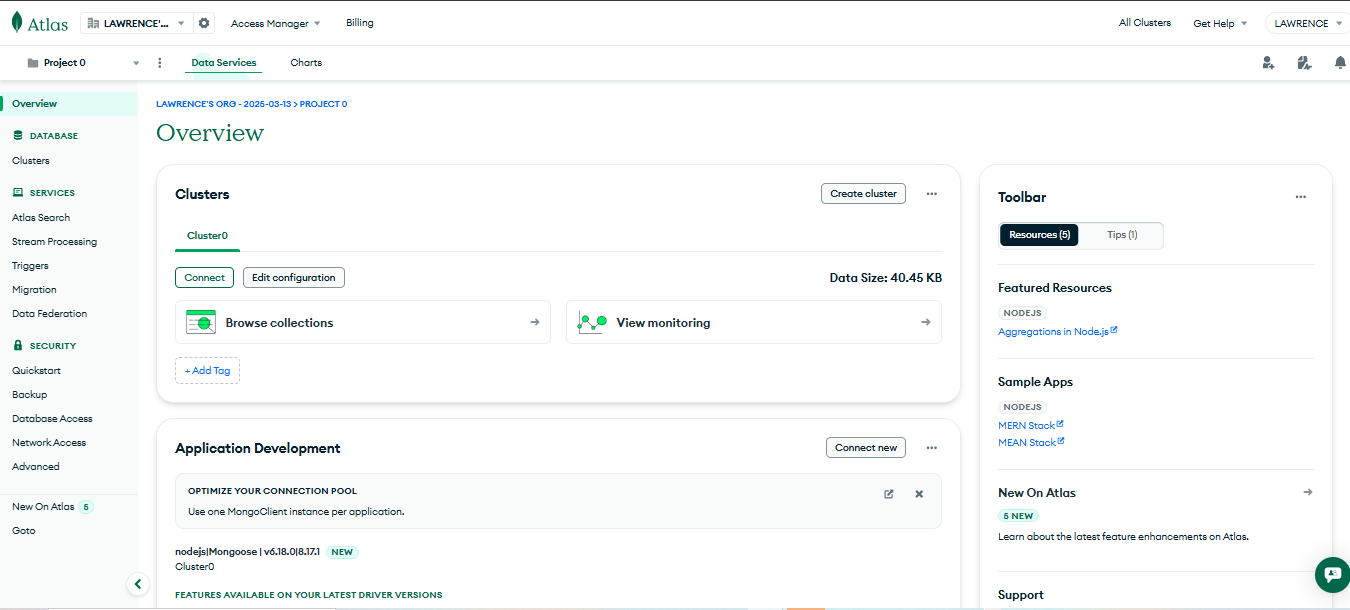 Atlas
LAWRENCE'...
Access Manager
Billing
All Clusters
Get Help
LAWRENCE
Project 0
Data Services
Charts
Overview
DATABASE
Clusters
SERVICES
Atlas Search
Stream Processing
Triggers
Migration
Data Federation
SECURITY
Quickstart
Backup
Database Access
Network Access
Advanced
New On Atlas 5
Goto
LAWRENCE'S ORG - 2025-03-13 > PROJECT 0
Overview
Clusters
Create cluster
Cluster0
Connect
Edit configuration
Data Size: 40.45 KB
Browse collections
View monitoring
+ Add Tag
Application Development
Connect new
OPTIMIZE YOUR CONNECTION POOL
Use one MongoClient instance per application.
nodejs|Mongoose | v6.18.0|8.17.1 NEW
Cluster0
FEATURES AVAILABLE ON YOUR LATEST DRIVER VERSIONS
Toolbar
Resources (5)
Tips (1)
Featured Resources
NODEJS
Aggregations in Node.js
Sample Apps
NODEJS
MERN Stack
MEAN Stack
New On Atlas
5 NEW
Learn about the latest feature enhancements on Atlas.
Support